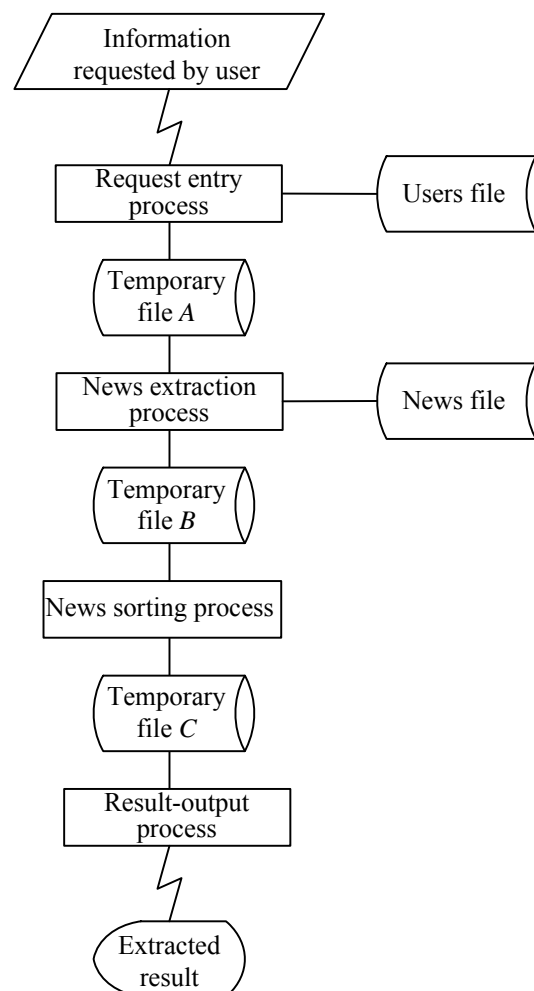 Information
requested by user
Request entry
process
Users file
Temporary
file A
News extraction
process
News file
Temporary
file B
News sorting process
Temporary
file C
Result-output
process
Extracted
result